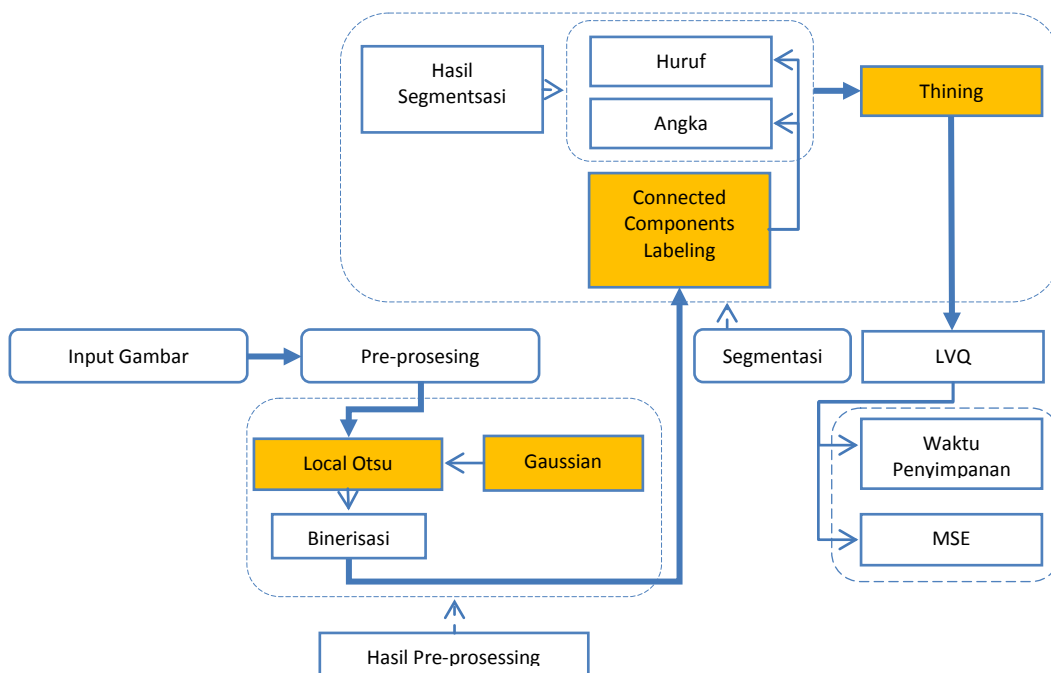 Hasil
Segmentsasi
Huruf
Angka
Thining
Connected
Components
Labeling
Input Gambar
Pre-prosesing
Segmentasi
LVQ
Local Otsu
Gaussian
Binerisasi
Waktu
Penyimpanan
MSE
Hasil Pre-prosessing